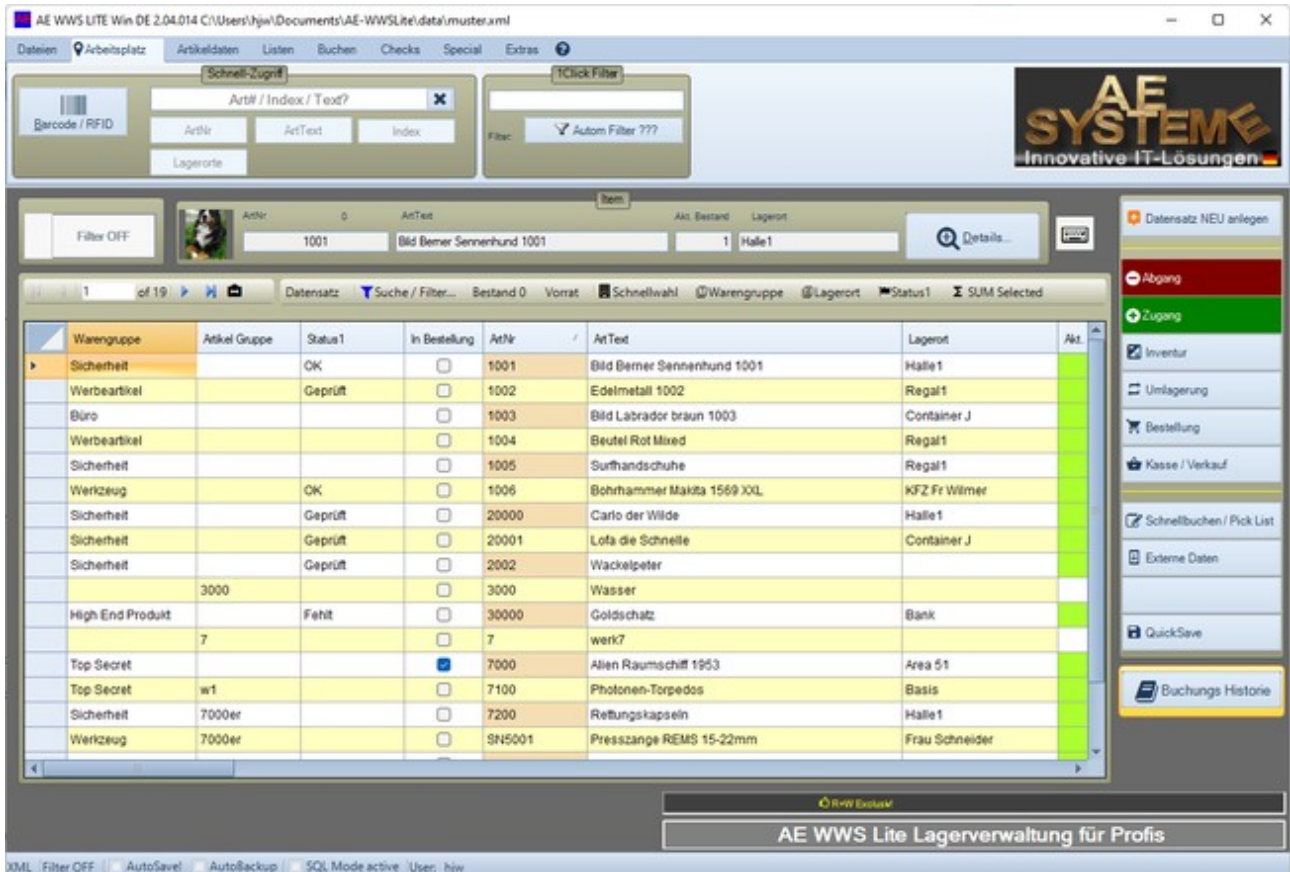 AE WWS LITE Win DE 2.04.014 C:\Users\hjw\Documents\AE-WWSLite\data\muster.xml
Dateien Arbeitsplatz Artikeldaten Listen Buchen Checks Special Extras
Schnell-Zugriff 1Click Filter
Barcode / RFID Art# / Index / Text?
ArtNr ArtText Index Filter: Autom Filter ???
Lagerorte
AE
SYSTEME
Innovative IT-Lösungen
Item
Filter OFF ArtNr 0 ArtText Akt. Bestand Lagerort
1001 Bild Berner Sennenhund 1001 1 Halle1 Details...
Datensatz NEU anlegen
Abgang
Zugang
Inventur
Umlagerung
Bestellung
Kasse / Verkauf
Schnellbuchen / Pick List
Externe Daten
QuickSave
Buchungs Historie
1 of 19 Datensatz Suche / Filter... Bestand 0 Vorrat Schnellwahl Warengruppe Lagerort Status1 Σ SUM Selected
Warengruppe Artikel Gruppe Status1 In Bestellung ArtNr ArtText Lagerort Akt.
Sicherheit OK 1001 Bild Berner Sennenhund 1001 Halle1
Werbeartikel Geprüft 1002 Edelmetall 1002 Regal1
Büro 1003 Bild Labrador braun 1003 Container J
Werbeartikel 1004 Beutel Rot Mixed Regal1
Sicherheit 1005 Surfhandschuhe Regal1
Werkzeug OK 1006 Bohrhammer Makita 1569 XXL KFZ Fr Wilmer
Sicherheit Geprüft 20000 Carlo der Wilde Halle1
Sicherheit Geprüft 20001 Lofa die Schnelle Container J
Sicherheit Geprüft 2002 Wackelpeter
3000 3000 Wasser
High End Produkt Fehlt 30000 Goldschatz Bank
7 7 werk7
Top Secret 7000 Alien Raumschiff 1953 Area 51
Top Secret w1 7100 Photonen-Torpedos Basis
Sicherheit 7000er 7200 Rettungskapseln Halle1
Werkzeug 7000er SN5001 Presszange REMS 15-22mm Frau Schneider
R+W Exclusiv!
AE WWS Lite Lagerverwaltung für Profis
XML Filter OFF AutoSave! AutoBackup SQL Mode active User: hjw